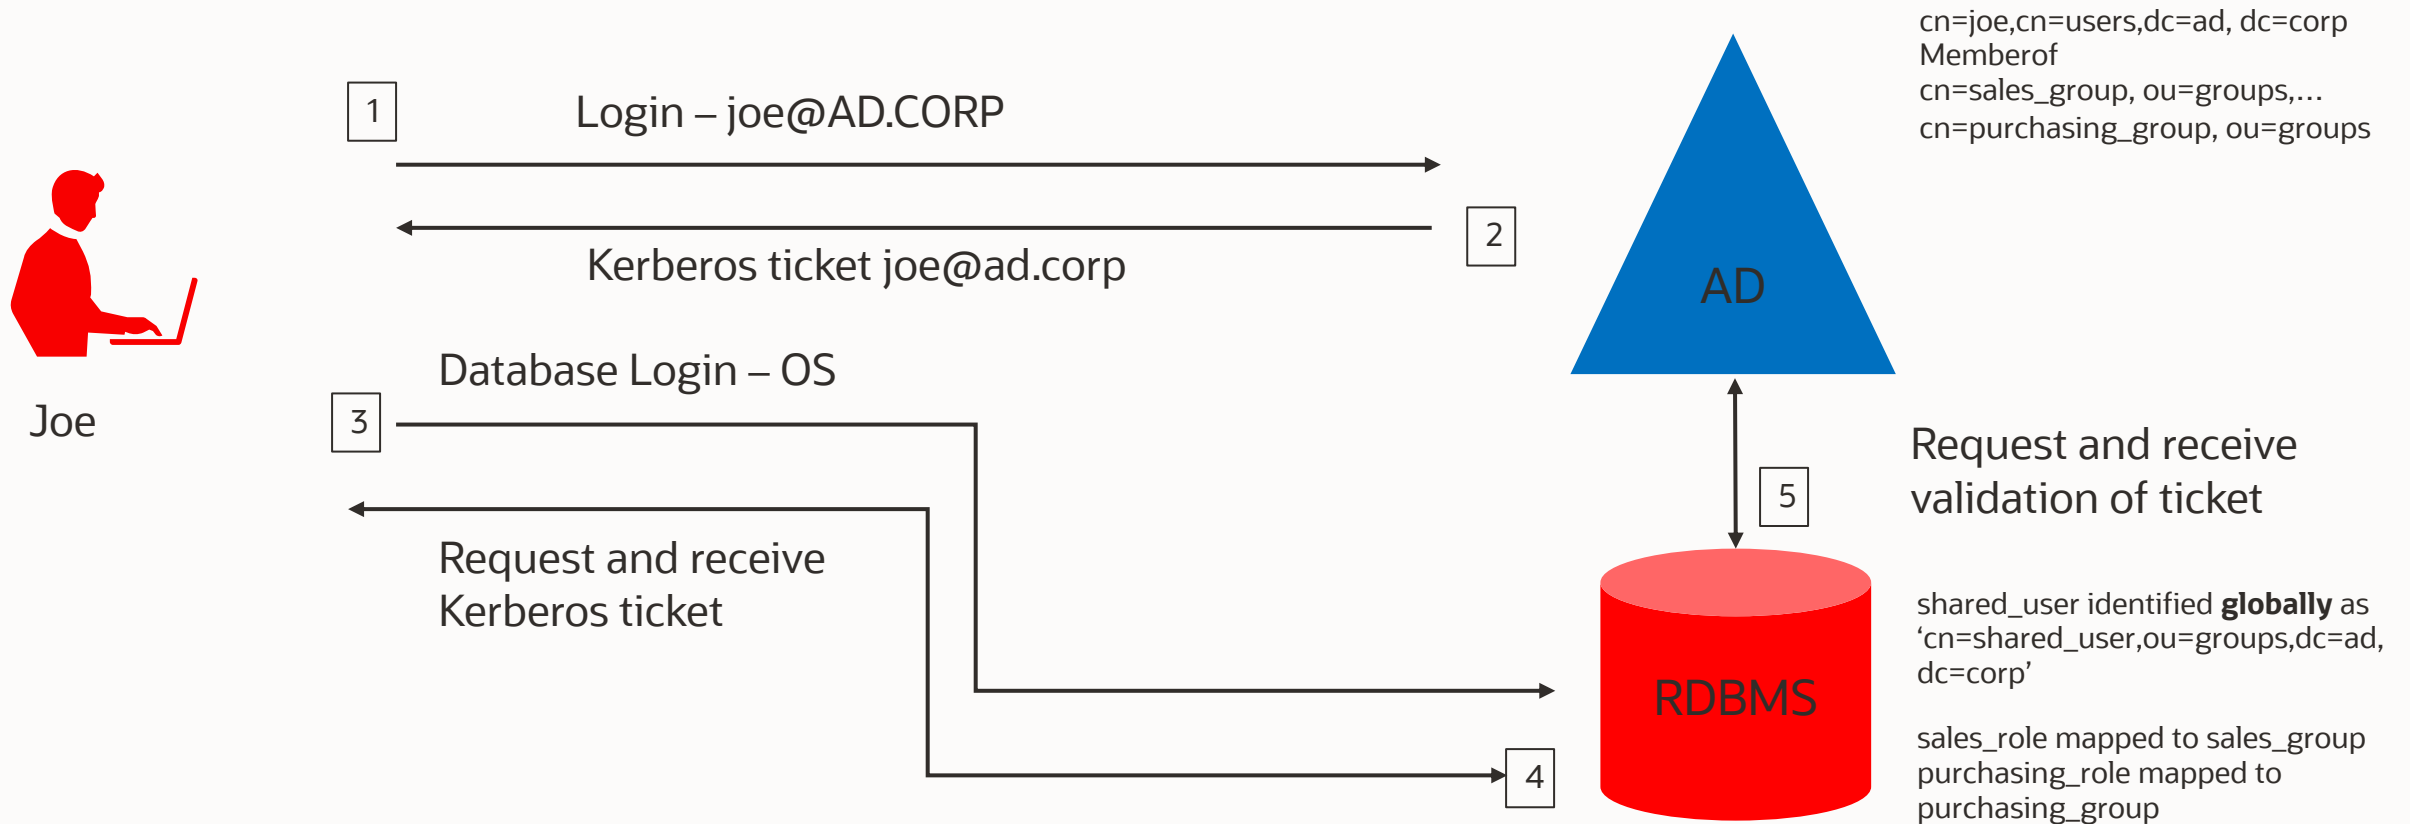 cn=joe,cn=users,dc=ad, dc=corp
Memberof
cn=sales_group, ou=groups,...
cn=purchasing_group, ou=groups
1
Login – joe@AD.CORP
2
Kerberos ticket joe@ad.corp
AD
Joe
Database Login – OS
3
Request and receive
Kerberos ticket
4
5
Request and receive
validation of ticket
RDBMS
shared_user identified globally as
‘cn=shared_user,ou=groups,dc=ad,
dc=corp’
sales_role mapped to sales_group
purchasing_role mapped to
purchasing_group